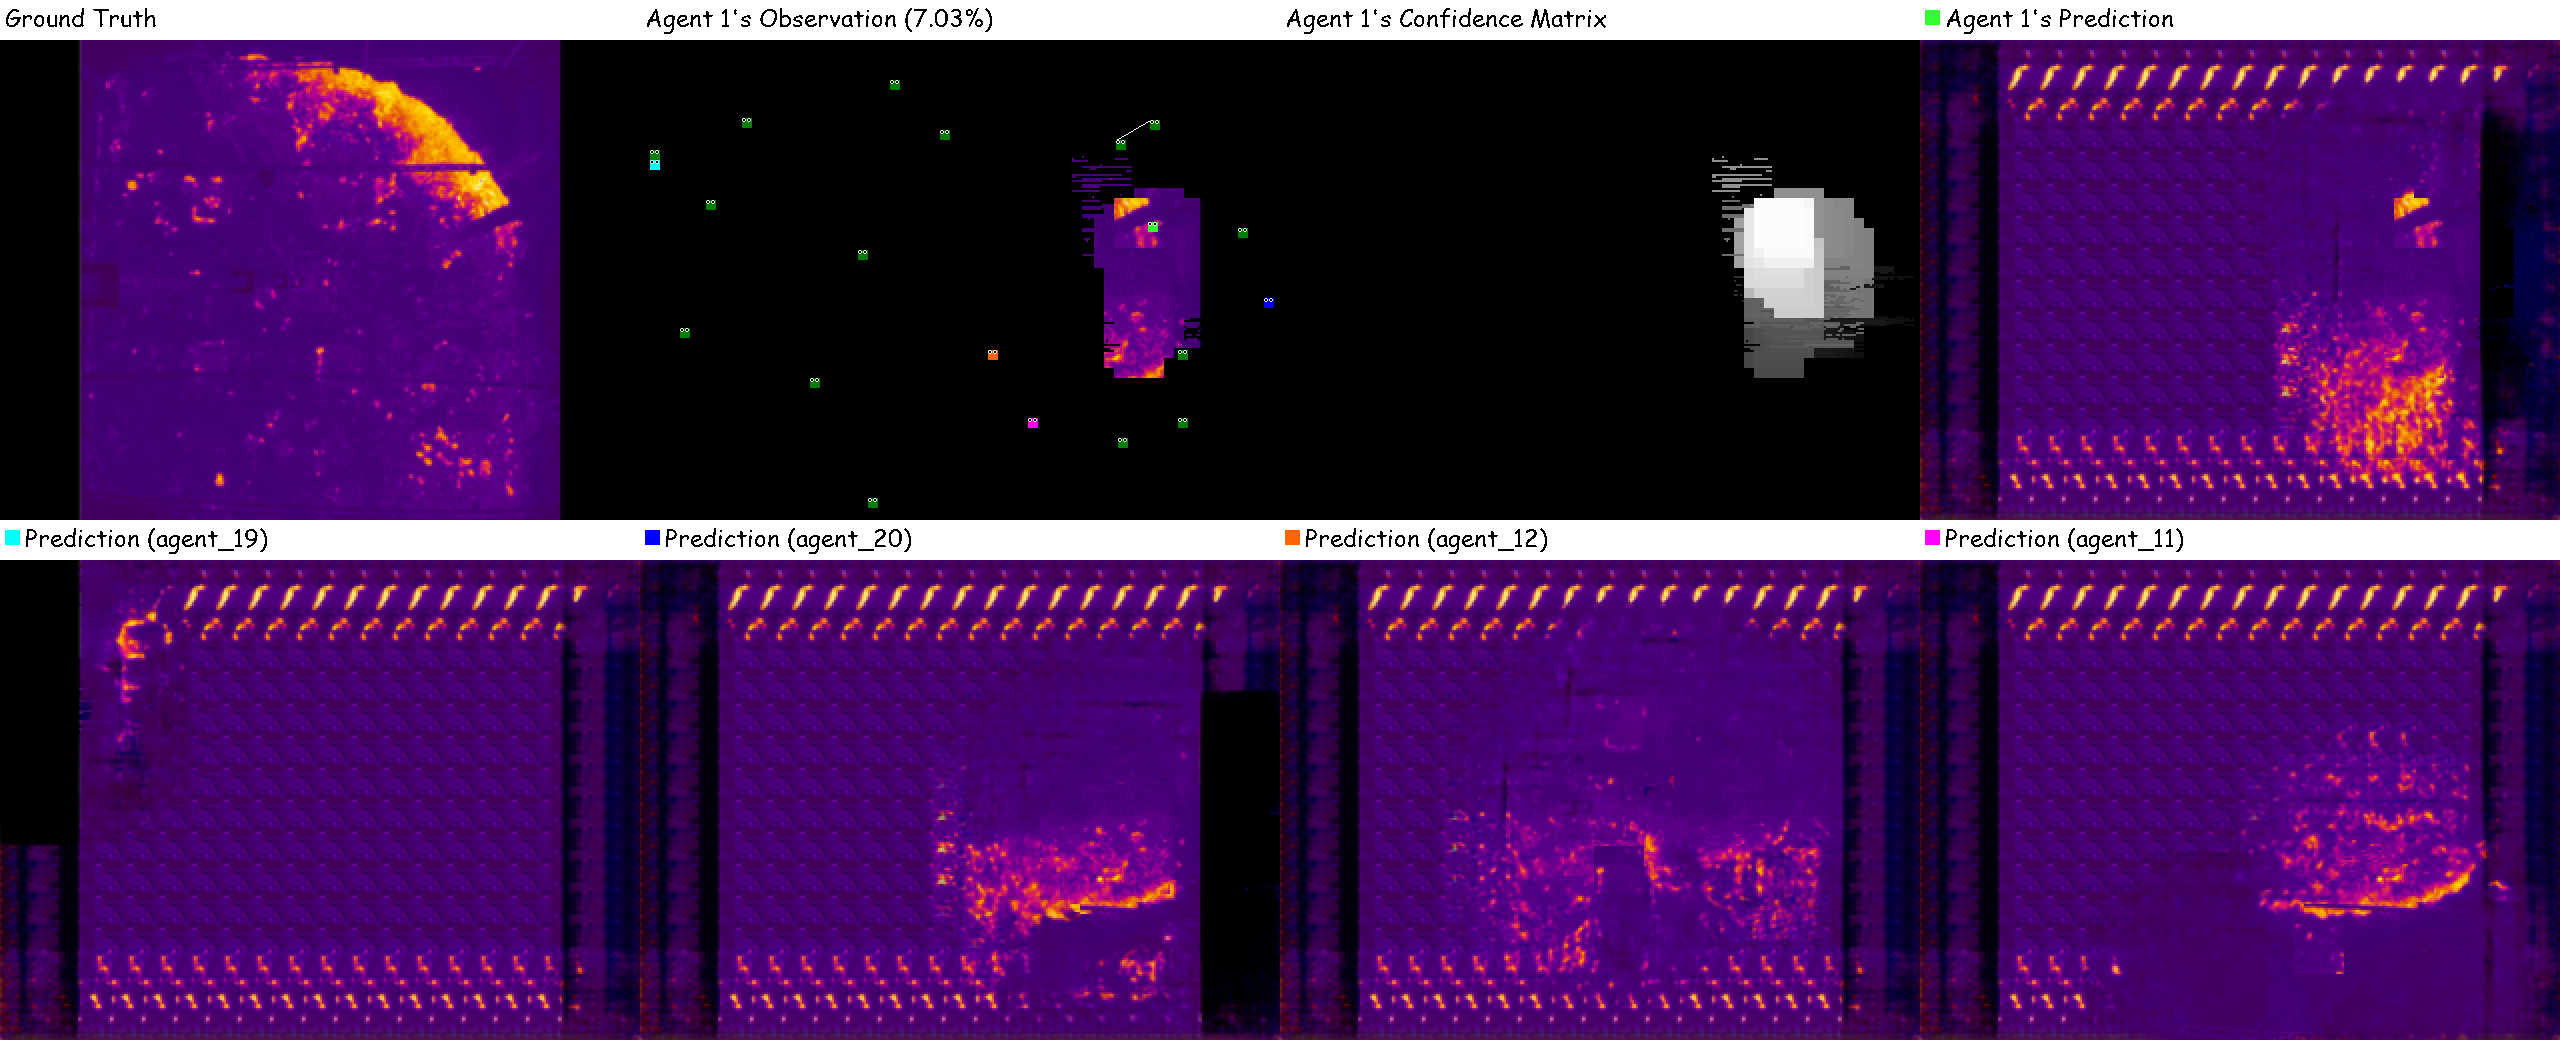 Ground Truth
Agent 1's Observation (7.03%)
Agent 1's Confidence Matrix
Agent 1's Prediction
Prediction (agent_19)
Prediction (agent_20)
Prediction (agent_12)
Prediction (agent_11)